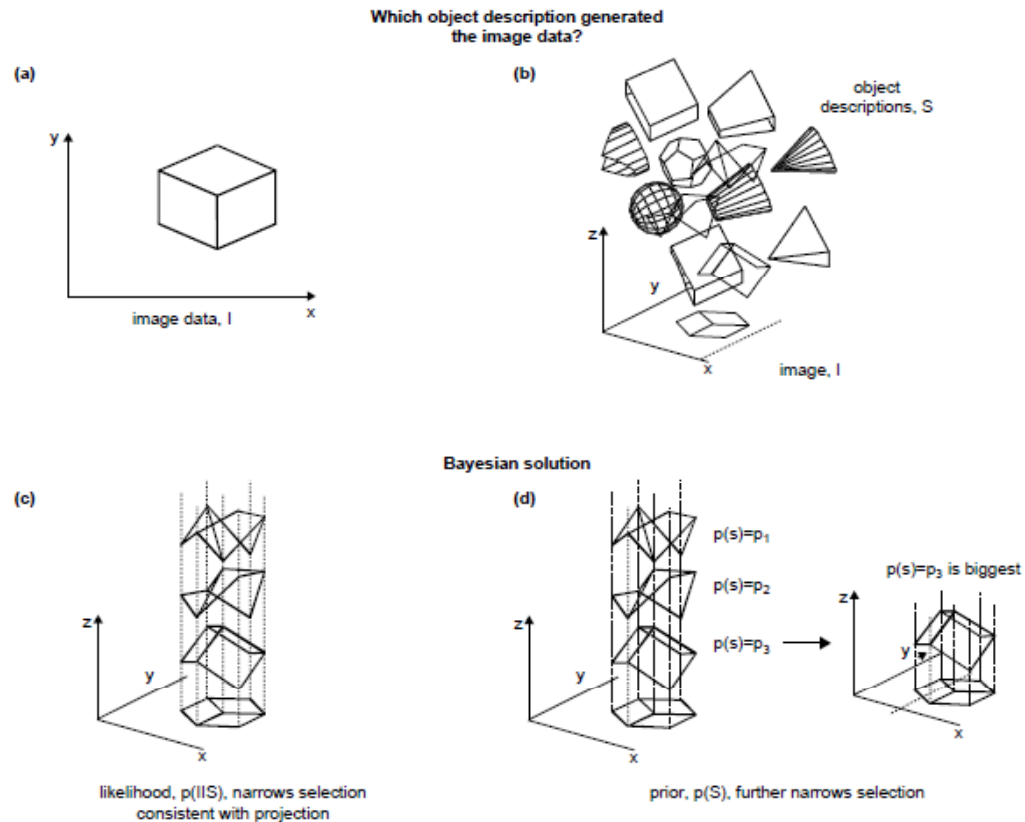 Which object description generated
the image data?
(a)
y
x
image data, I
(b)
object
descriptions, S
z
y
x
image, I
Bayesian solution
(c)
z
y
x
likelihood, p(IIS), narrows selection
consistent with projection
(d)
p(s)=p₁
p(s)=p₂
p(s)=p₃
z
y
x
p(s)=p₃ is biggest
z
y
x
prior, p(S), further narrows selection